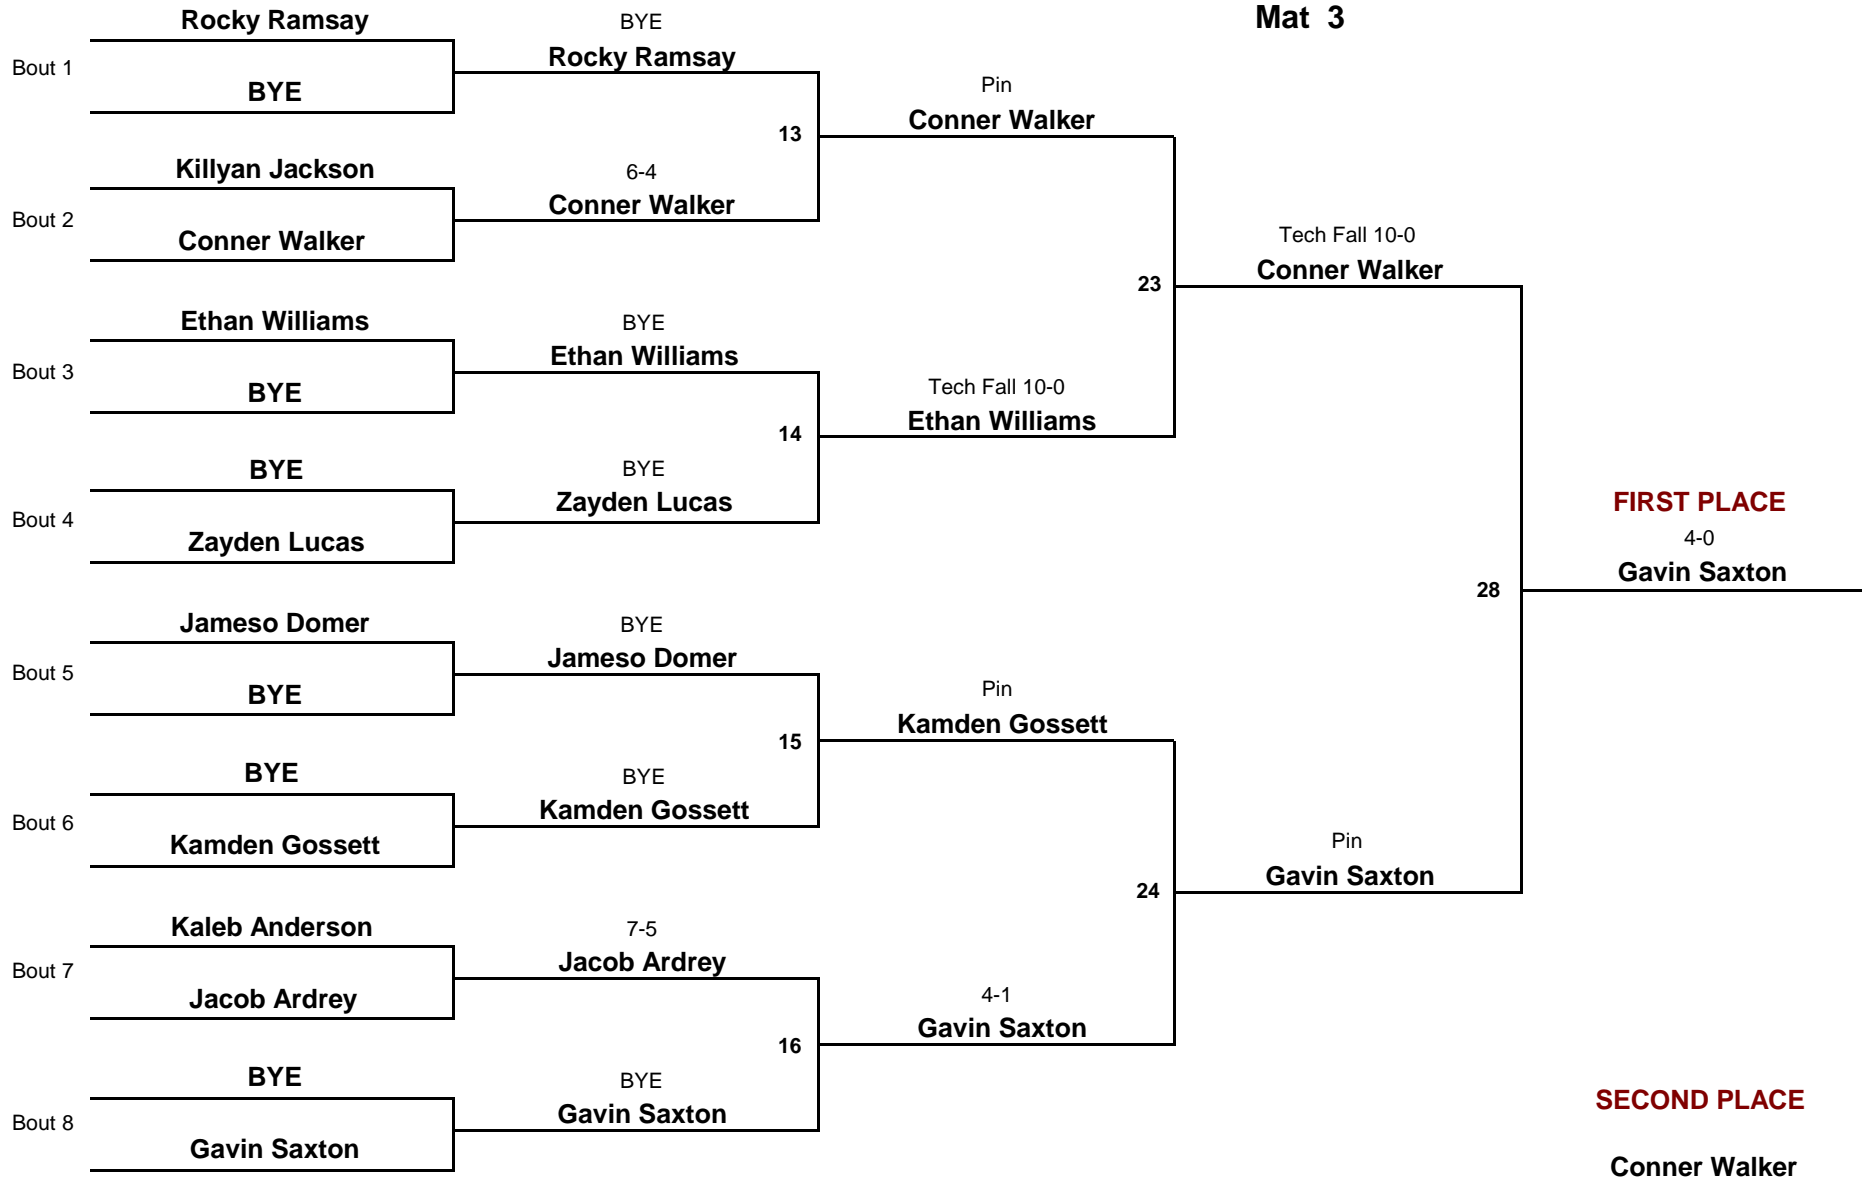 Mat 3
Rocky Ramsay
BYE
Rocky Ramsay
Bout 1
BYE
Pin
Conner Walker
13
Killyan Jackson
6-4
Conner Walker
Bout 2
Conner Walker
Tech Fall 10-0
Conner Walker
23
Ethan Williams
BYE
Ethan Williams
Bout 3
BYE
Tech Fall 10-0
Ethan Williams
14
BYE
BYE
Zayden Lucas
Bout 4
Zayden Lucas
FIRST PLACE
4-0
Gavin Saxton
28
Jameso Domer
BYE
Jameso Domer
Bout 5
BYE
Pin
Kamden Gossett
15
BYE
BYE
Kamden Gossett
Bout 6
Kamden Gossett
Pin
Gavin Saxton
24
Kaleb Anderson
7-5
Jacob Ardrey
Bout 7
Jacob Ardrey
4-1
Gavin Saxton
16
BYE
BYE
Gavin Saxton
Bout 8
Gavin Saxton
SECOND PLACE
Conner Walker